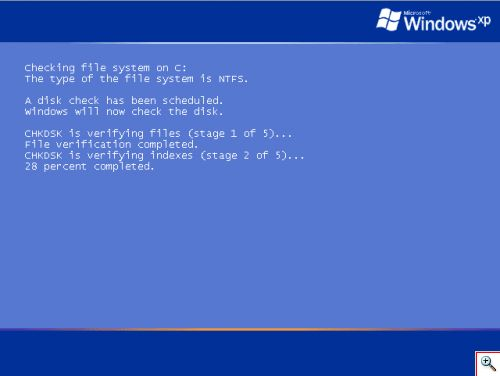 Microsoft
Windows xp
Checking file system on C:
The type of the file system is NTFS.
A disk check has been scheduled.
Windows will now check the disk.
CHKDSK is verifying files (stage 1 of 5)...
File verification completed.
CHKDSK is verifying indexes (stage 2 of 5)...
28 percent completed.